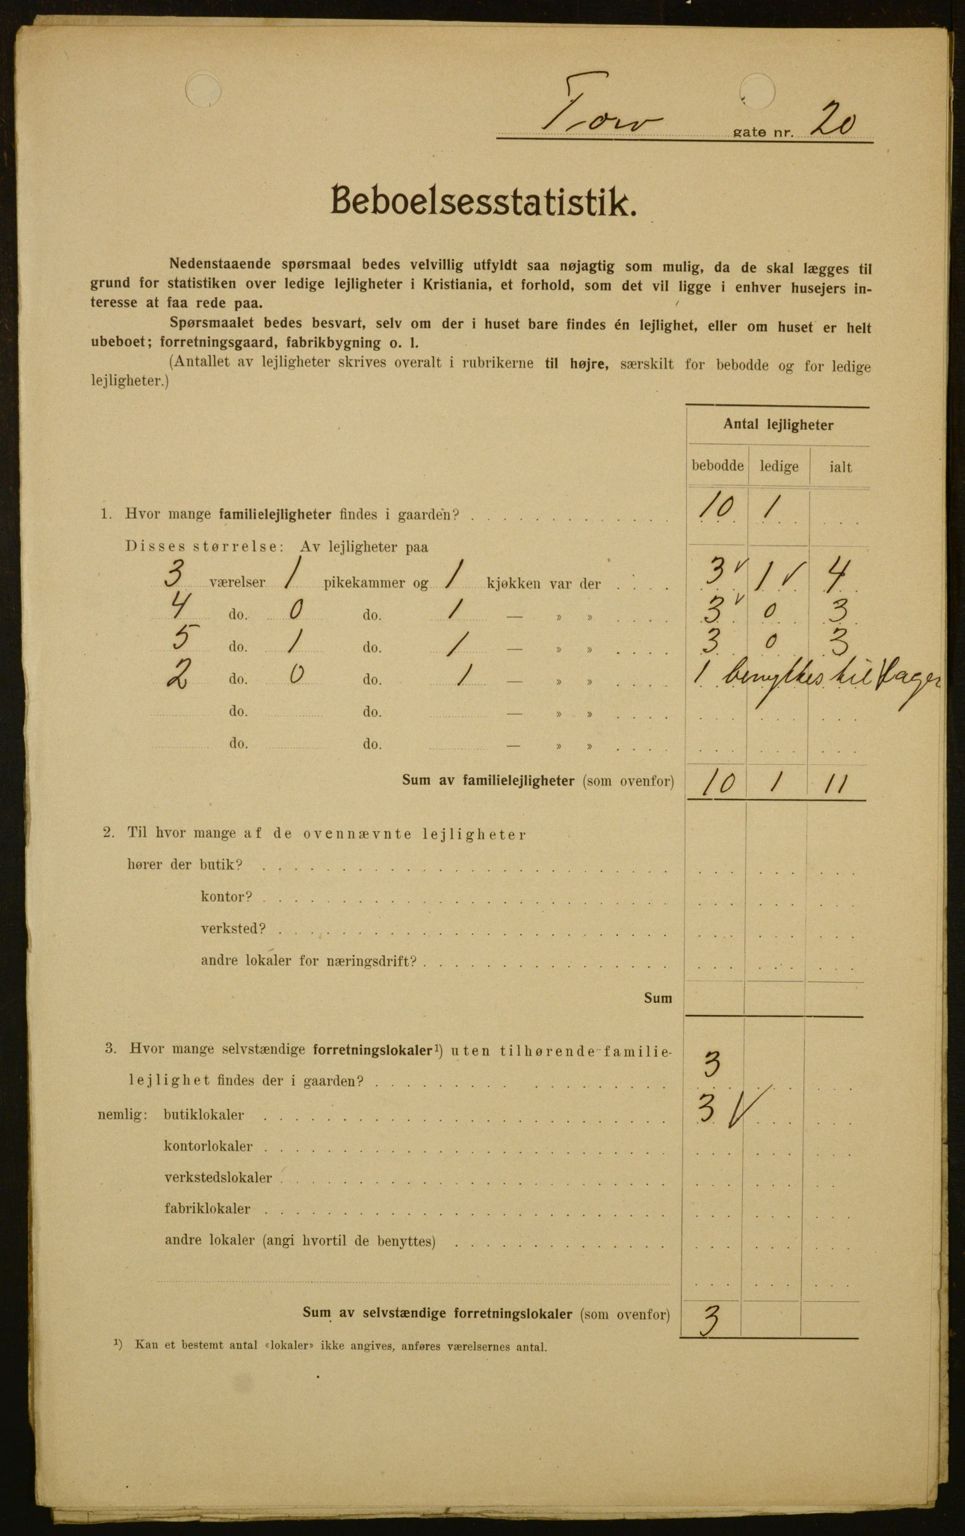 Torv gate nr. 20
Beboelsesstatistik.
Nedenstaaende spørsmaal bedes velvillig utfyldt saa nøjagtig som mulig, da de skal lægges til
grund for statistiken over ledige lejligheter i Kristiania, et forhold, som det vil ligge i enhver husejers in-
teresse at faa rede paa.
Spørsmaalet bedes besvart, selv om der i huset bare findes én lejlighet, eller om huset er helt
ubeboet; forretningsgaard, fabrikbygning o. l.
(Antallet av lejligheter skrives overalt i rubrikerne til højre, særskilt for bebodde og for ledige
lejligheter.)
Antal lejligheter
bebodde ledige ialt
1. Hvor mange familielejligheter findes i gaarden? 10 1
Disses størrelse: Av lejligheter paa
3 værelser 1 pikekammer og 1 kjøkken var der 3 ✓ 1 ✓ 4
4 do. 0 do. 1 — » » 3 ✓ 0 3
5 do. 1 do. 1 — » » 3 0 3
2 do. 0 do. 1 — » » 1 benyttes til lager
do. do. — » »
do. do. — » »
Sum av familielejligheter (som ovenfor) 10 1 11
2. Til hvor mange af de ovennævnte lejligheter
hører der butik?
kontor?
verksted?
andre lokaler for næringsdrift?
Sum
3. Hvor mange selvstændige forretningslokaler¹) uten tilhørende familie-
lejlighet findes der i gaarden? 3
nemlig: butiklokaler 3 ✓
kontorlokaler
verkstedslokaler
fabriklokaler
andre lokaler (angi hvortil de benyttes)
Sum av selvstændige forretningslokaler (som ovenfor) 3
¹) Kan et bestemt antal «lokaler» ikke angives, anføres værelsernes antal.